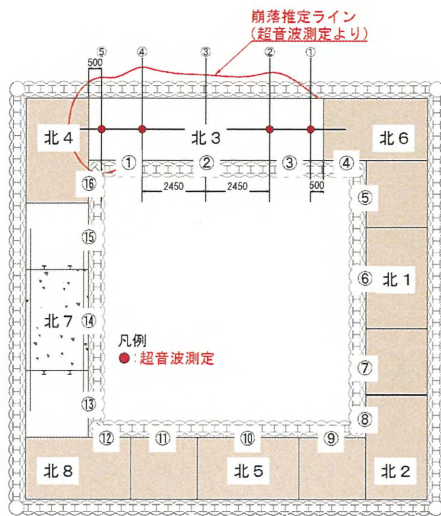 崩落推定ライン
(超音波測定より)
⑤ ④ ③ ② ①
500
北4
北3
北6
① ② ③ ④
2450 2450 500
⑯
⑤
⑮
⑥
北1
北7
⑭
凡例
超音波測定
⑦
⑬
⑧
⑫ ⑪ ⑩ ⑨
北8
北5
北2